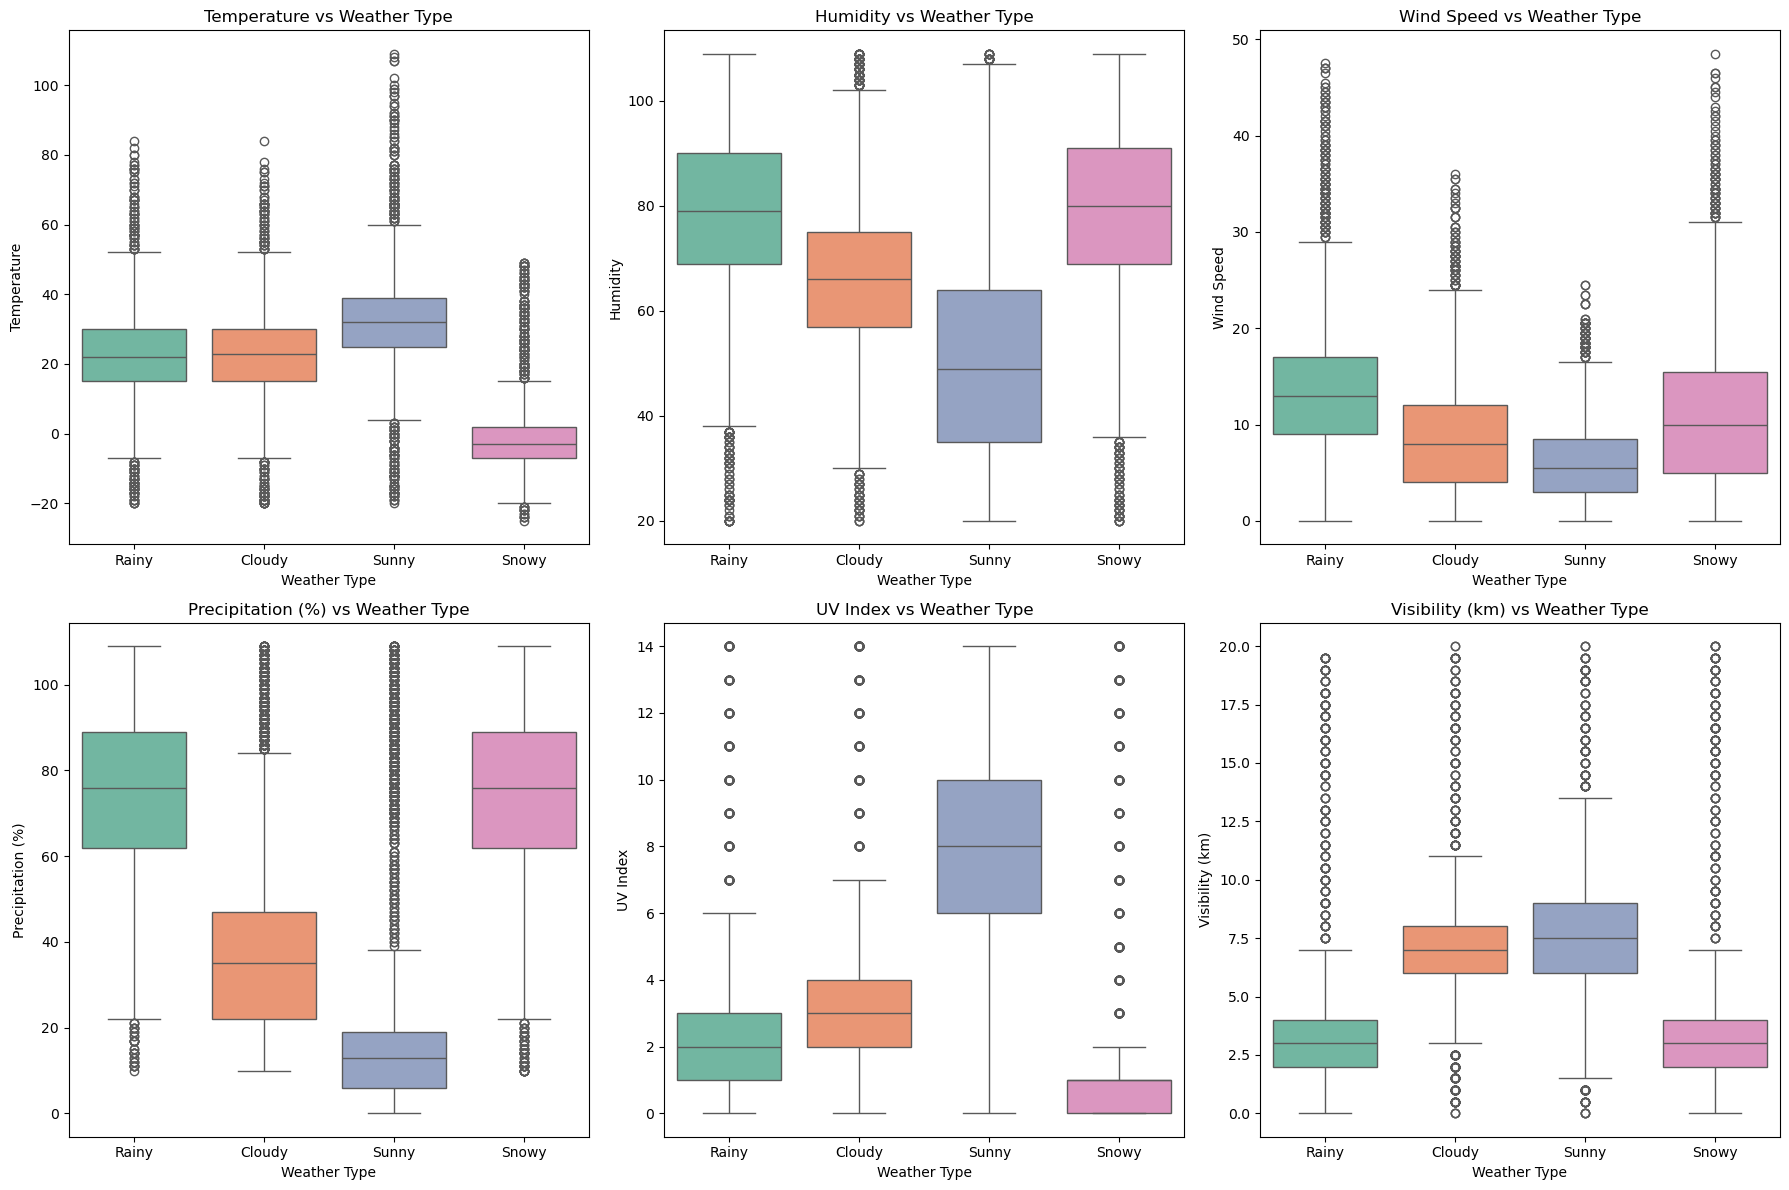 Temperature vs Weather Type
Temperature
100
80
60
40
20
0
−20
Rainy Cloudy Sunny Snowy
Weather Type
Humidity vs Weather Type
Humidity
100
80
60
40
20
Rainy Cloudy Sunny Snowy
Weather Type
Wind Speed vs Weather Type
Wind Speed
50
40
30
20
10
0
Rainy Cloudy Sunny Snowy
Weather Type
Precipitation (%) vs Weather Type
Precipitation (%)
100
80
60
40
20
0
Rainy Cloudy Sunny Snowy
Weather Type
UV Index vs Weather Type
UV Index
14
12
10
8
6
4
2
0
Rainy Cloudy Sunny Snowy
Weather Type
Visibility (km) vs Weather Type
Visibility (km)
20.0
17.5
15.0
12.5
10.0
7.5
5.0
2.5
0.0
Rainy Cloudy Sunny Snowy
Weather Type